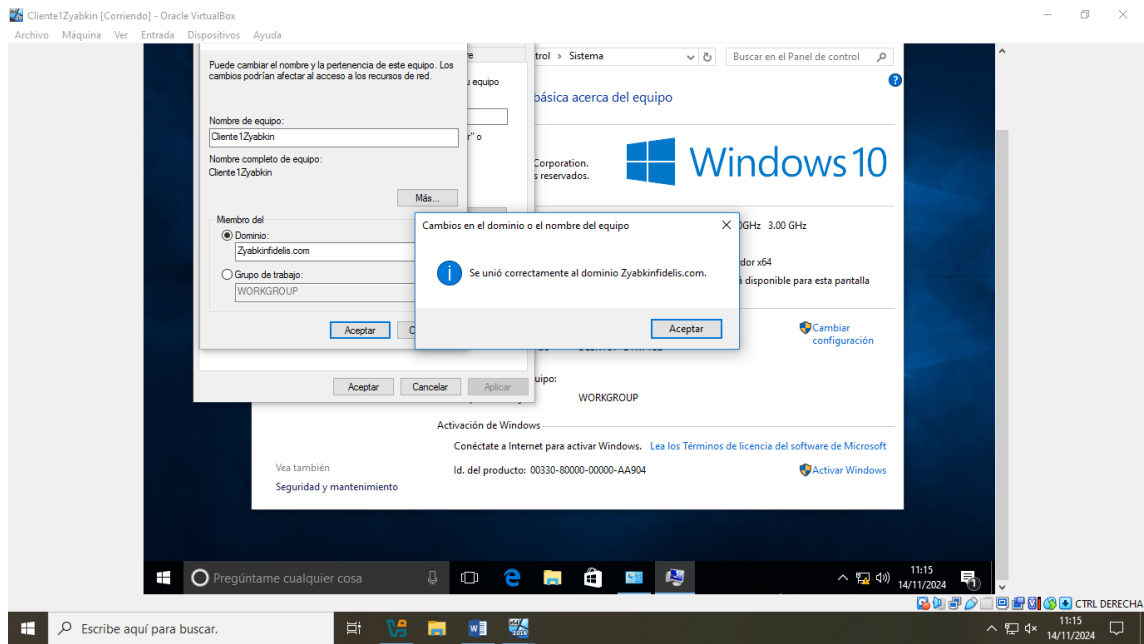 Cliente1Zyabkin [Corriendo] - Oracle VirtualBox
Archivo Máquina Ver Entrada Dispositivos Ayuda
Puede cambiar el nombre y la pertenencia de este equipo. Los
cambios podrían afectar al acceso a los recursos de red.
Nombre de equipo:
Cliente1Zyabkin
Nombre completo de equipo:
Cliente1Zyabkin
Más...
Miembro del
Dominio:
Zyabkinfidelis.com
Grupo de trabajo:
WORKGROUP
Aceptar
Aceptar Cancelar Aplicar
equipo
r" o
trol > Sistema
Buscar en el Panel de control
básica acerca del equipo
Corporation.
s reservados.
Windows 10
GHz 3.00 GHz
dor x64
disponible para esta pantalla
Cambios en el dominio o el nombre del equipo
Se unió correctamente al dominio Zyabkinfidelis.com.
Aceptar
Cambiar
configuración
uipo:
WORKGROUP
Activación de Windows
Conéctate a Internet para activar Windows. Lea los Términos de licencia del software de Microsoft
Id. del producto: 00330-80000-00000-AA904
Activar Windows
Vea también
Seguridad y mantenimiento
Pregúntame cualquier cosa
11:15
14/11/2024
CTRL DERECHA
Escribe aquí para buscar.
11:15
14/11/2024